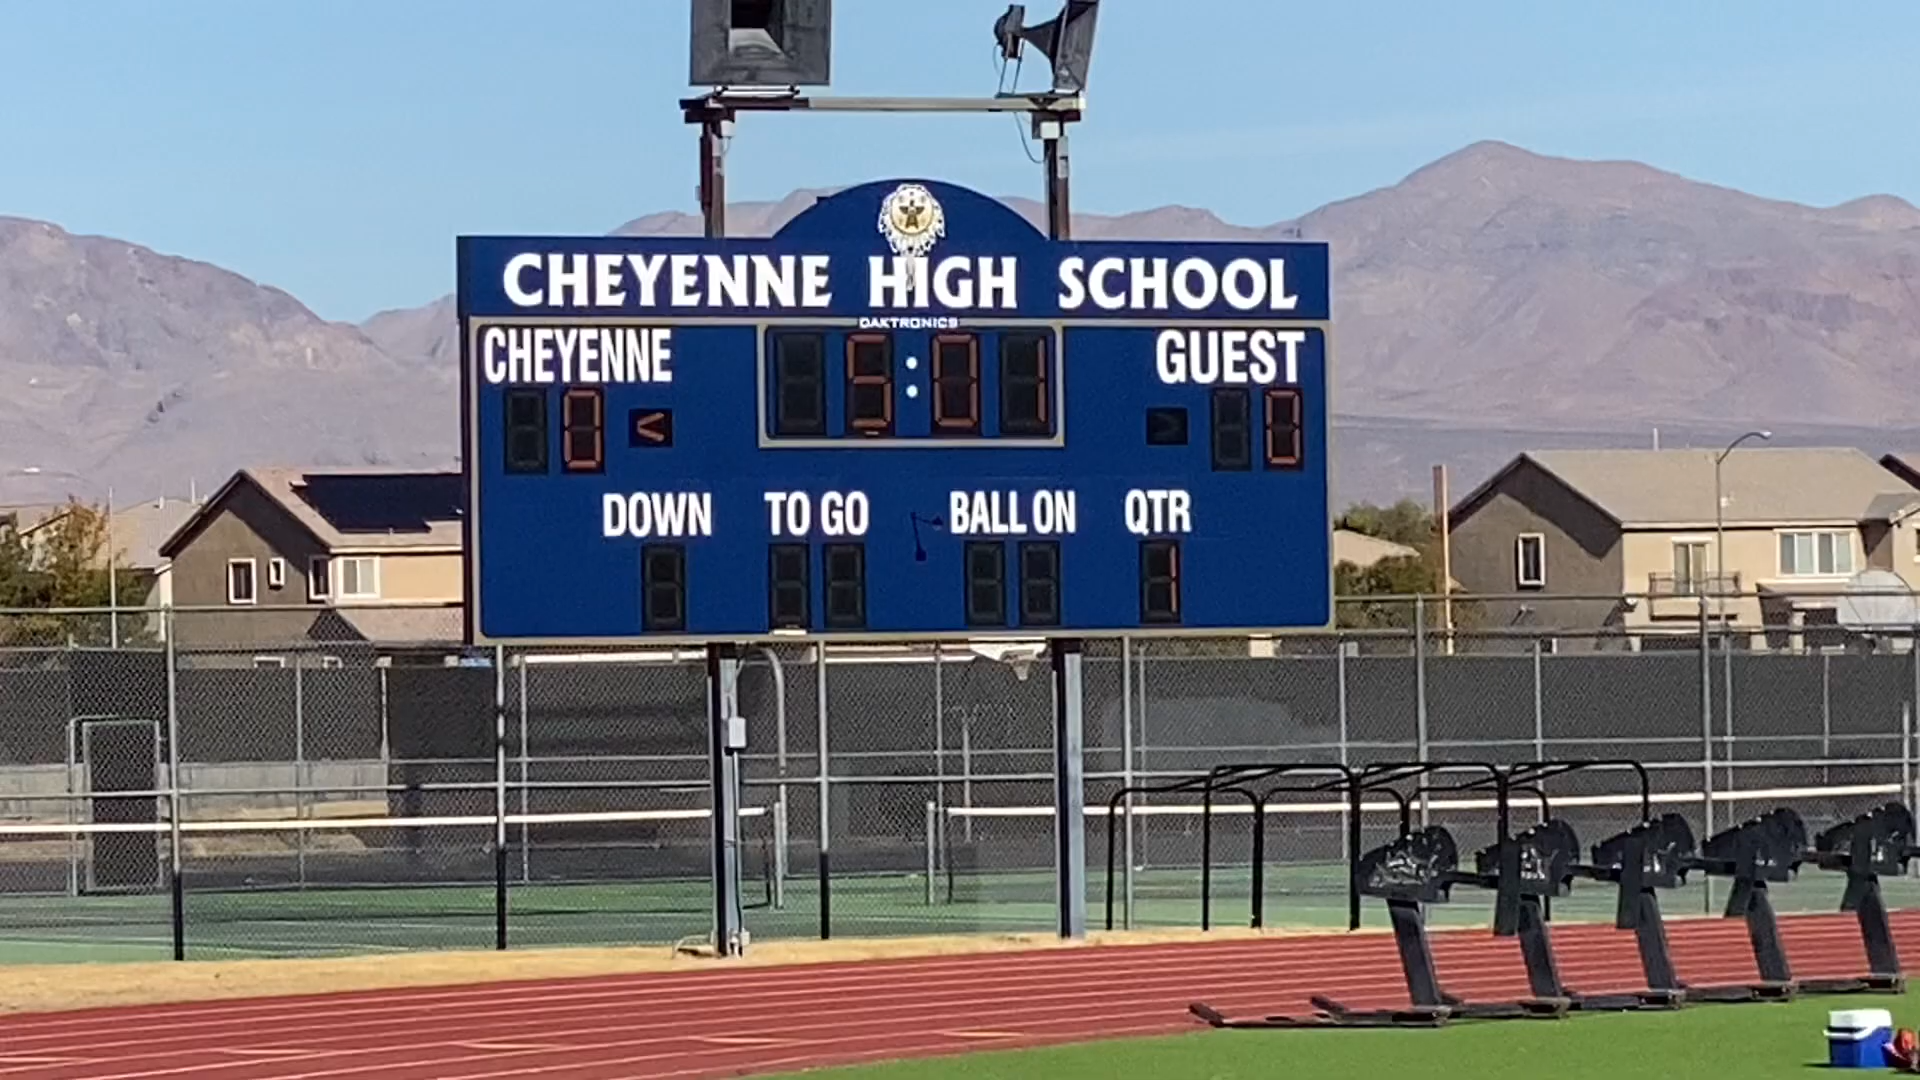 CHEYENNE HIGH SCHOOL
DAKTRONICS
CHEYENNE 5:01 GUEST
0 < 0
DOWN TO GO BALL ON QTR
1